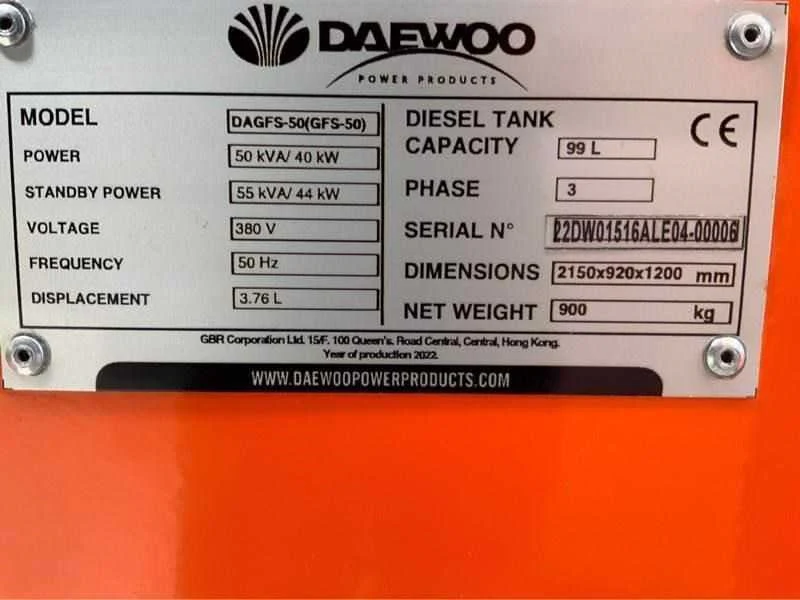 DAEWOO
POWER PRODUCTS
MODEL DAGFS-50(GFS-50)
POWER 50 kVA/ 40 kW
STANDBY POWER 55 kVA/ 44 kW
VOLTAGE 380 V
FREQUENCY 50 Hz
DISPLACEMENT 3.76 L
DIESEL TANK
CAPACITY 99 L
CE
PHASE 3
SERIAL N° 22DW01516ALE04-00006
DIMENSIONS 2150x920x1200 mm
NET WEIGHT 900 kg
GBR Corporation Ltd. 15/F. 100 Queen's. Road Central, Central, Hong Kong.
Year of production 2022.
WWW.DAEWOOPOWERPRODUCTS.COM